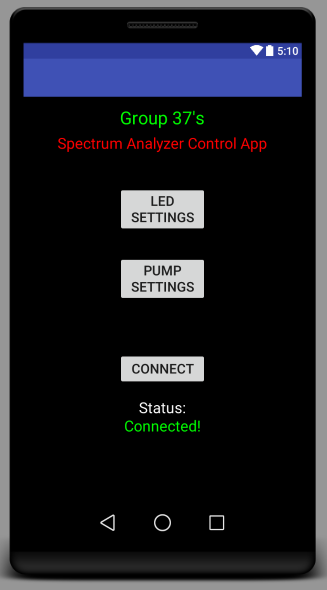 5:10
Group 37's
Spectrum Analyzer Control App
LED
SETTINGS
PUMP
SETTINGS
CONNECT
Status:
Connected!